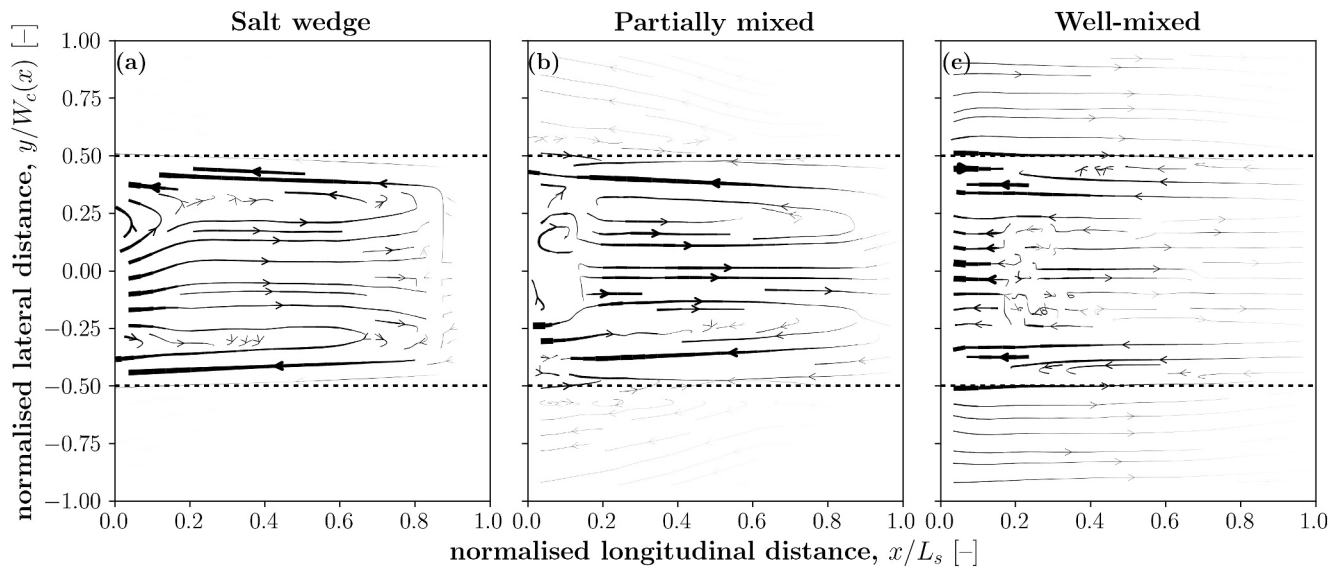 Salt wedge
Partially mixed
Well-mixed
normalised lateral distance, y/W_c(x) [−]
1.00
0.75
0.50
0.25
0.00
−0.25
−0.50
−0.75
−1.00
(a)
(b)
(c)
0.0 0.2 0.4 0.6 0.8 1.0
0.0 0.2 0.4 0.6 0.8 1.0
0.0 0.2 0.4 0.6 0.8 1.0
normalised longitudinal distance, x/L_s [−]